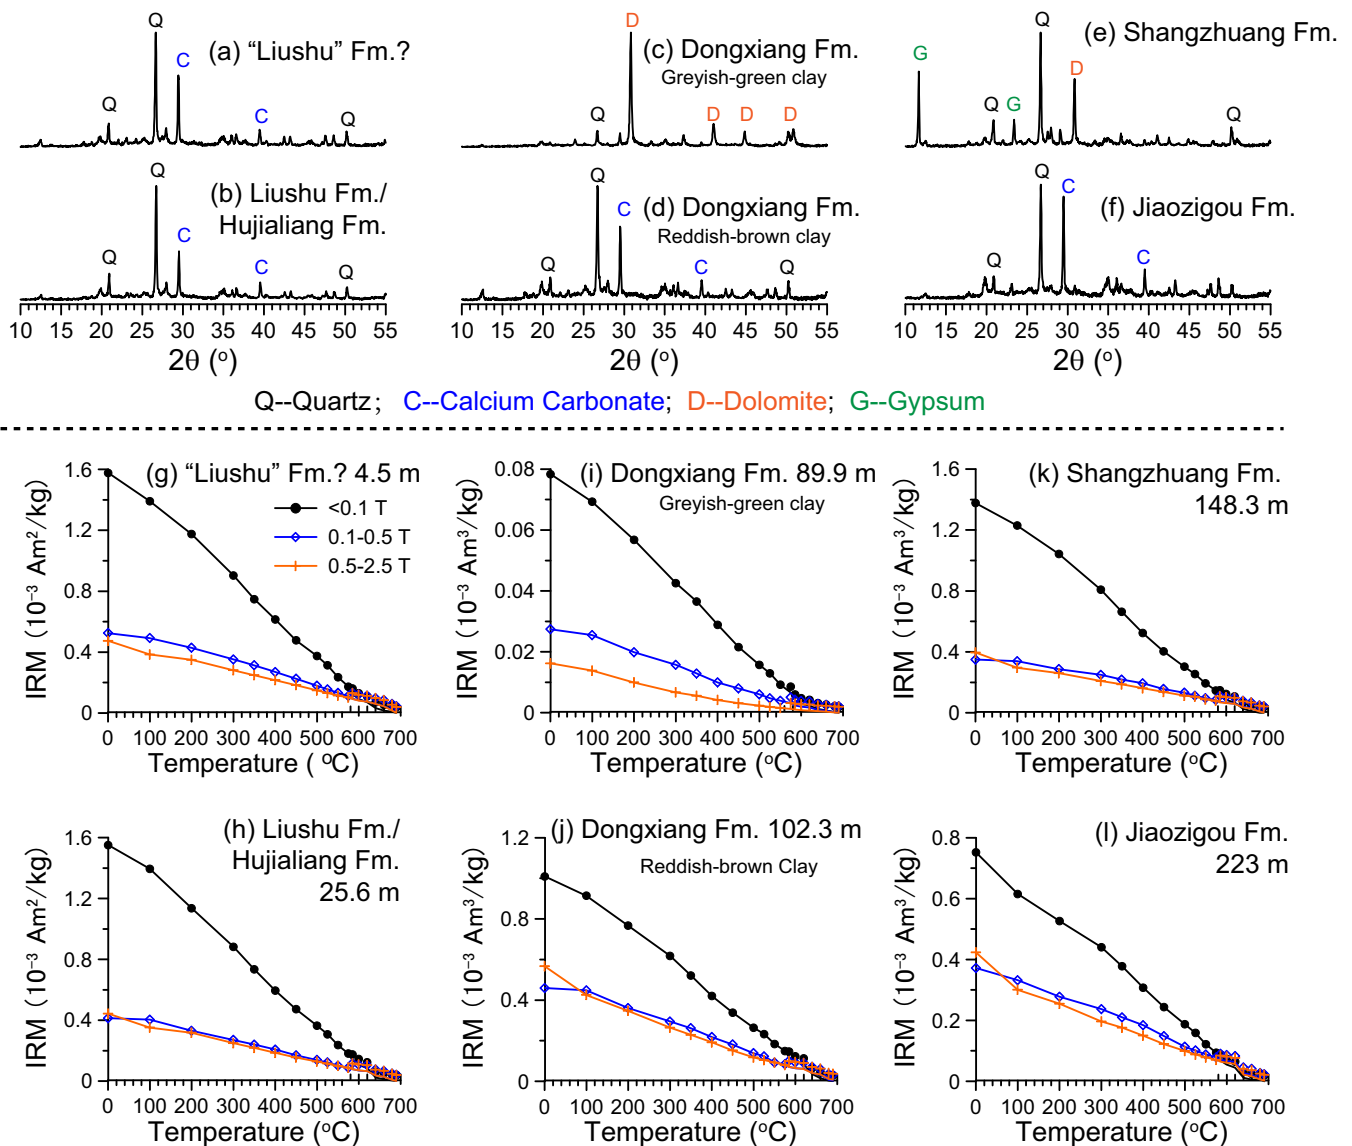 Q
C
Q
C
Q
(a) “Liushu” Fm.?
D
Q
D
D
D
(c) Dongxiang Fm.
Greyish-green clay
G
Q
G
Q
D
Q
(e) Shangzhuang Fm.
Q
Q
C
C
Q
(b) Liushu Fm./
Hujialiang Fm.
Q
Q
C
C
Q
(d) Dongxiang Fm.
Reddish-brown clay
Q
Q
C
C
(f) Jiaozigou Fm.
10 15 20 25 30 35 40 45 50 55
2θ (°)
10 15 20 25 30 35 40 45 50 55
2θ (°)
10 15 20 25 30 35 40 45 50 55
2θ (°)
Q--Quartz; C--Calcium Carbonate; D--Dolomite; G--Gypsum
(g) “Liushu” Fm.? 4.5 m
<0.1 T
0.1-0.5 T
0.5-2.5 T
IRM (10⁻³ Am²/kg)
1.6
1.2
0.8
0.4
0
0 100 200 300 400 500 600 700
Temperature ( °C)
(i) Dongxiang Fm. 89.9 m
Greyish-green clay
IRM (10⁻³ Am³/kg)
0.08
0.06
0.04
0.02
0
0 100 200 300 400 500 600 700
Temperature (°C)
(k) Shangzhuang Fm.
148.3 m
IRM (10⁻³ Am³/kg)
1.6
1.2
0.8
0.4
0
0 100 200 300 400 500 600 700
Temperature (°C)
(h) Liushu Fm./
Hujialiang Fm.
25.6 m
IRM (10⁻³ Am²/kg)
1.6
1.2
0.8
0.4
0
0 100 200 300 400 500 600 700
Temperature (°C)
(j) Dongxiang Fm. 102.3 m
Reddish-brown Clay
IRM (10⁻³ Am³/kg)
1.2
0.8
0.4
0
0 100 200 300 400 500 600 700
Temperature (°C)
(l) Jiaozigou Fm.
223 m
IRM (10⁻³ Am³/kg)
0.8
0.6
0.4
0.2
0
0 100 200 300 400 500 600 700
Temperature (°C)